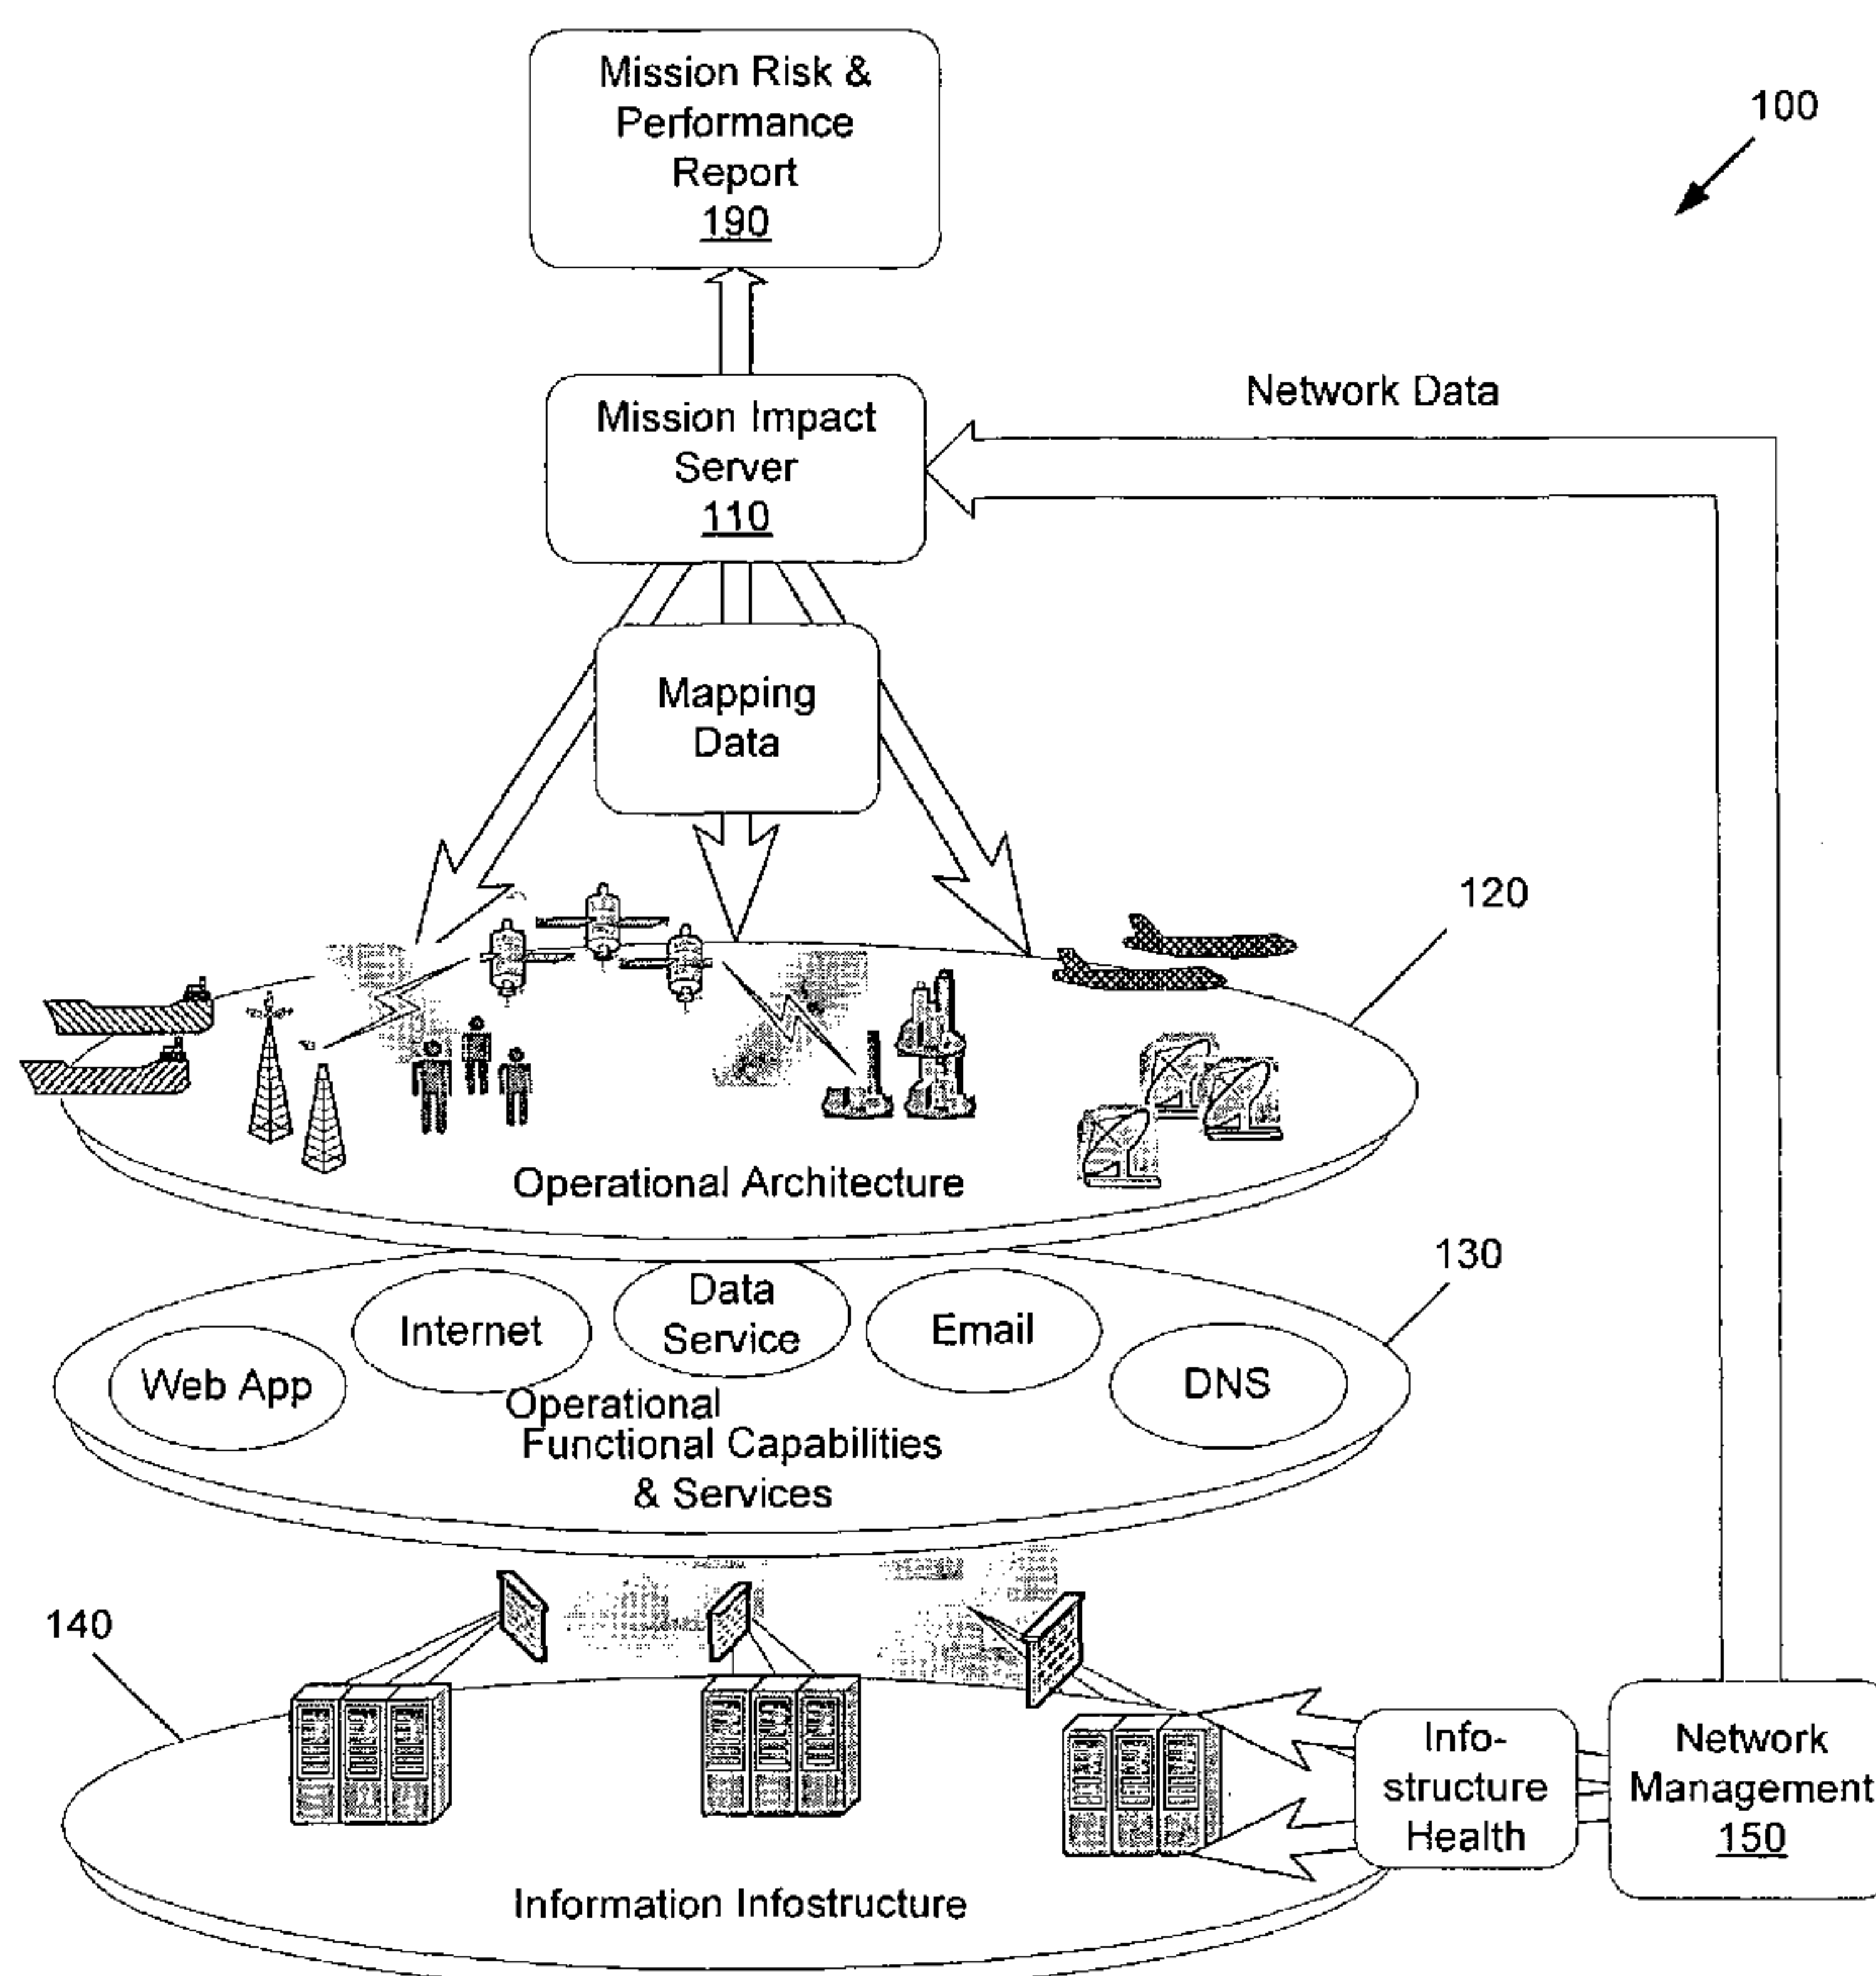 Mission Risk &
Performance
Report
190
100
Mission Impact
Server
110
Network Data
Mapping
Data
120
Operational Architecture
130
Data
Service
Internet
Email
Web App
DNS
Operational
Functional Capabilities
& Services
140
Info-
structure
Health
Network
Management
150
Information Infostructure